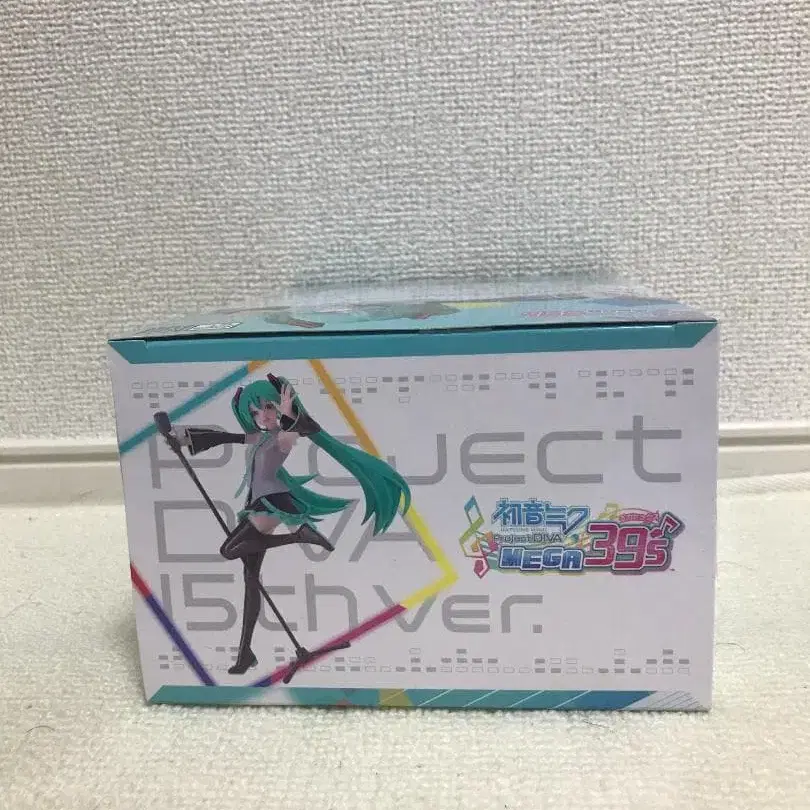 Project
DIVA
15th ver.
初音ミク
Project DIVA
MEGA 39's